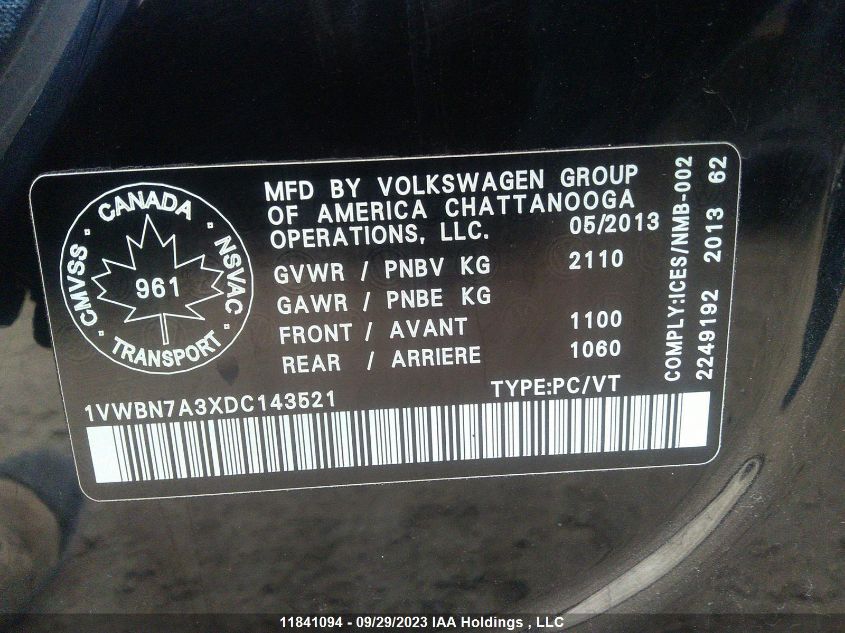 CANADA
CMVSS · NSVAC
961
TRANSPORT
MFD BY VOLKSWAGEN GROUP
OF AMERICA CHATTANOOGA
OPERATIONS, LLC. 05/2013
GVWR / PNBV KG 2110
GAWR / PNBE KG
FRONT / AVANT 1100
REAR / ARRIERE 1060
1VWBN7A3XDC143521 TYPE:PC/VT
COMPLY:ICES/NMB-002
2249192 2013 62
11841094 - 09/29/2023 IAA Holdings , LLC